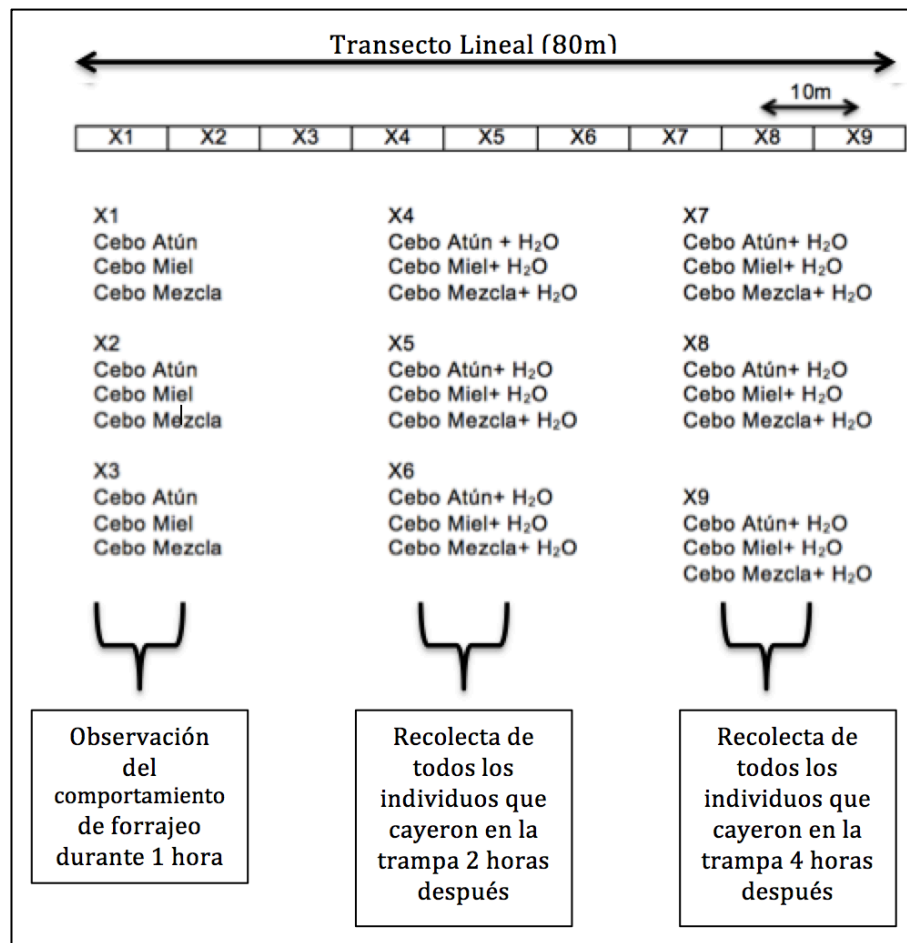 Transecto Lineal (80m)
10m
X1 X2 X3 X4 X5 X6 X7 X8 X9
X1
Cebo Atún
Cebo Miel
Cebo Mezcla
X2
Cebo Atún
Cebo Miel
Cebo Mezcla
X3
Cebo Atún
Cebo Miel
Cebo Mezcla
X4
Cebo Atún + H₂O
Cebo Miel+ H₂O
Cebo Mezcla+ H₂O
X5
Cebo Atún+ H₂O
Cebo Miel+ H₂O
Cebo Mezcla+ H₂O
X6
Cebo Atún+ H₂O
Cebo Miel+ H₂O
Cebo Mezcla+ H₂O
X7
Cebo Atún+ H₂O
Cebo Miel+ H₂O
Cebo Mezcla+ H₂O
X8
Cebo Atún+ H₂O
Cebo Miel+ H₂O
Cebo Mezcla+ H₂O
X9
Cebo Atún+ H₂O
Cebo Miel+ H₂O
Cebo Mezcla+ H₂O
Observación
del
comportamiento
de forrajeo
durante 1 hora
Recolecta de
todos los
individuos que
cayeron en la
trampa 2 horas
después
Recolecta de
todos los
individuos que
cayeron en la
trampa 4 horas
después